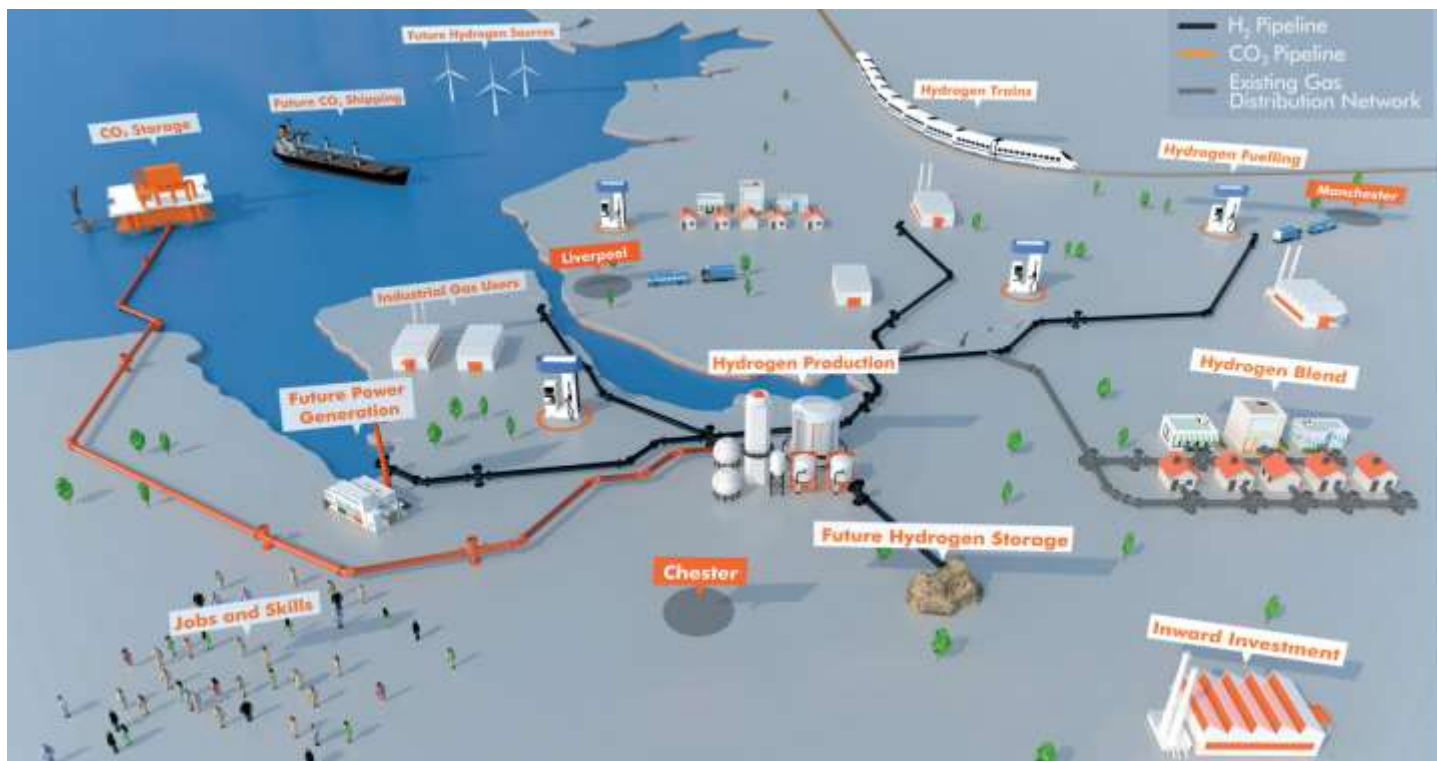 Future Hydrogen Sources
H₂ Pipeline
CO₂ Pipeline
Existing Gas
Distribution Network
Future CO₂ Shipping
Hydrogen Trains
CO₂ Storage
Hydrogen Fuelling
Manchester
Liverpool
Industrial Gas Users
Hydrogen Production
Hydrogen Blend
Future Power
Generation
Future Hydrogen Storage
Chester
Jobs and Skills
Inward Investment